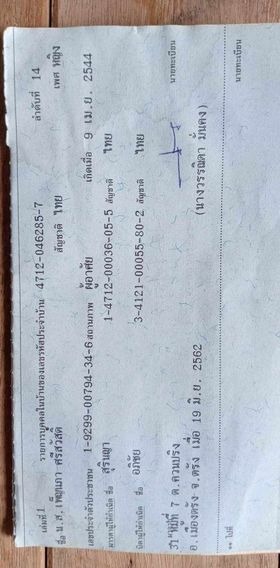 เล่มที่ 1 รายการบุคคลในบ้านของเลขรหัสประจำบ้าน 4712-046285-7 ลำดับที่ 14
ชื่อ น.ส. เพ็ญนภา ศรีสวัสดิ์ สัญชาติ ไทย เพศ หญิง
เลขประจำตัวประชาชน 1-9299-00794-34-6 สถานภาพ ผู้อาศัย เกิดเมื่อ 9 เม.ย. 2544
มารดาผู้ให้กำเนิด ชื่อ สุริษฎา 1-4712-00036-05-5 สัญชาติ ไทย
บิดาผู้ให้กำเนิด ชื่อ อภิชัย 3-4121-00055-80-2 สัญชาติ ไทย
หมู่ที่ 7 ต.ควนปริง
อ.เมืองตรัง จ.ตรัง เมื่อ 19 มิ.ย. 2562 นายทะเบียน
(นางวรรณิดา มั่นคง)
** ไปที่ นายทะเบียน